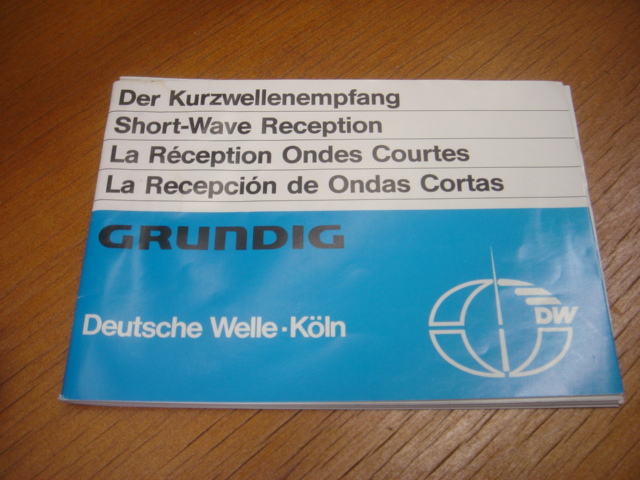 Der Kurzwellenempfang
Short-Wave Reception
La Réception Ondes Courtes
La Recepción de Ondas Cortas
GRUNDIG
Deutsche Welle·Köln
DW